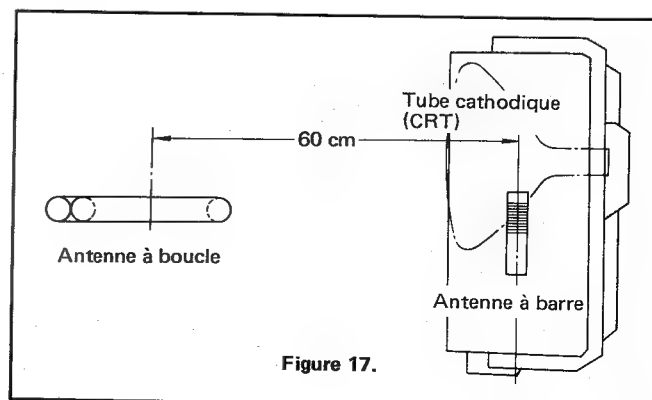 Tube cathodique
(CRT)
60 cm
Antenne à boucle
Antenne à barre
Figure 17.